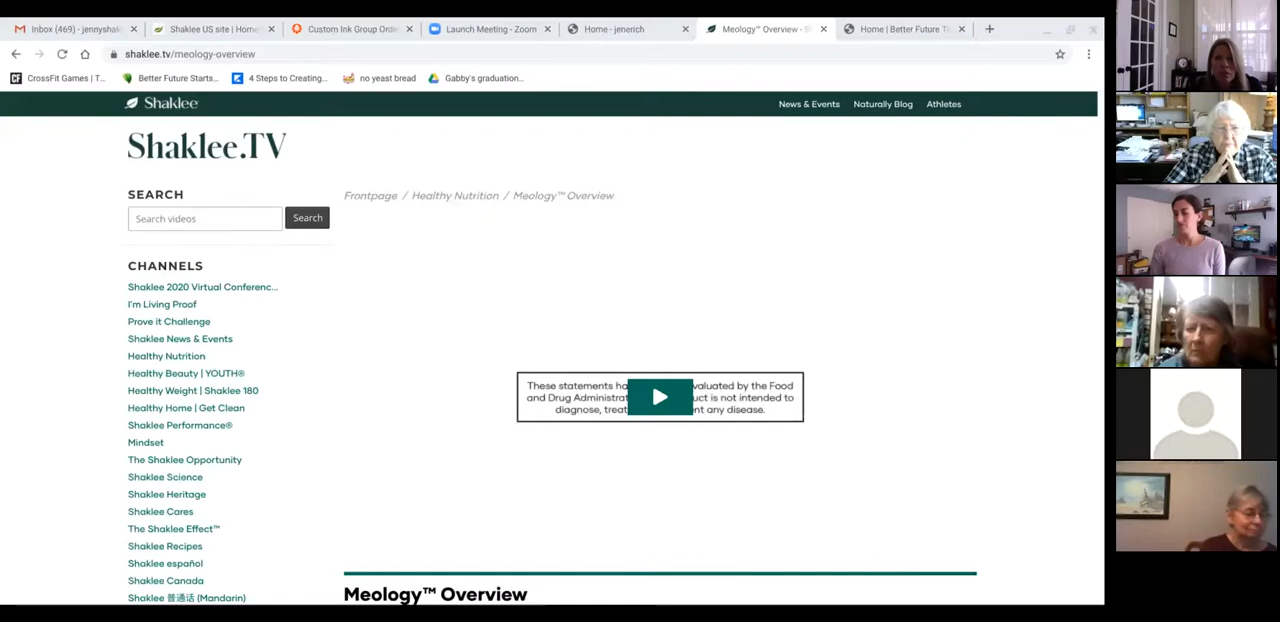 Inbox (469) - jennyshakl
Shaklee US site | Home
Custom Ink Group Orde
Launch Meeting - Zoom
Home - jenerich
Meology™ Overview - S
Home | Better Future T
shaklee.tv/meology-overview
CrossFit Games | T...
Better Future Starts...
4 Steps to Creating...
no yeast bread
Gabby's graduation...
Shaklee
News & Events
Naturally Blog
Athletes
Shaklee.TV
SEARCH
Search videos
Search
Frontpage / Healthy Nutrition / Meology™ Overview
CHANNELS
Shaklee 2020 Virtual Conferenc...
I'm Living Proof
Prove it Challenge
Shaklee News & Events
Healthy Nutrition
Healthy Beauty | YOUTH®
Healthy Weight | Shaklee 180
Healthy Home | Get Clean
Shaklee Performance®
Mindset
The Shaklee Opportunity
Shaklee Science
Shaklee Heritage
Shaklee Cares
The Shaklee Effect™
Shaklee Recipes
Shaklee español
Shaklee Canada
Shaklee 普通话 (Mandarin)
These statements ha valuated by the Food
and Drug Administrat uct is not intended to
diagnose, treat nt any disease.
Meology™ Overview